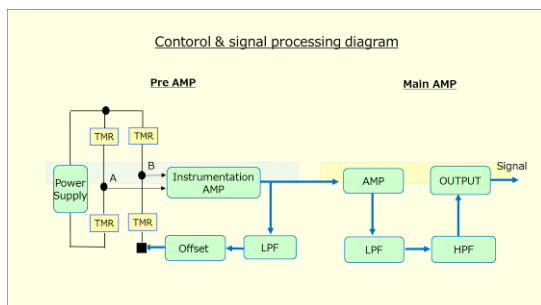 Contorol & signal processing diagram
Pre AMP
Main AMP
TMR
TMR
A
B
Power
Supply
Instrumentation
AMP
AMP
OUTPUT
Signal
TMR
TMR
Offset
LPF
LPF
HPF